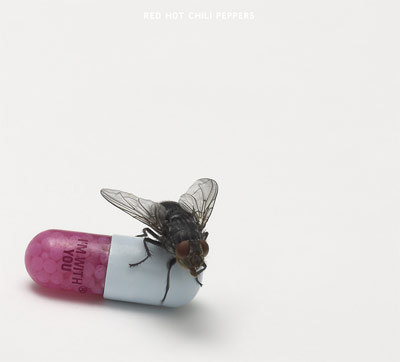 RED HOT CHILI PEPPERS
I'M WITH
YOU